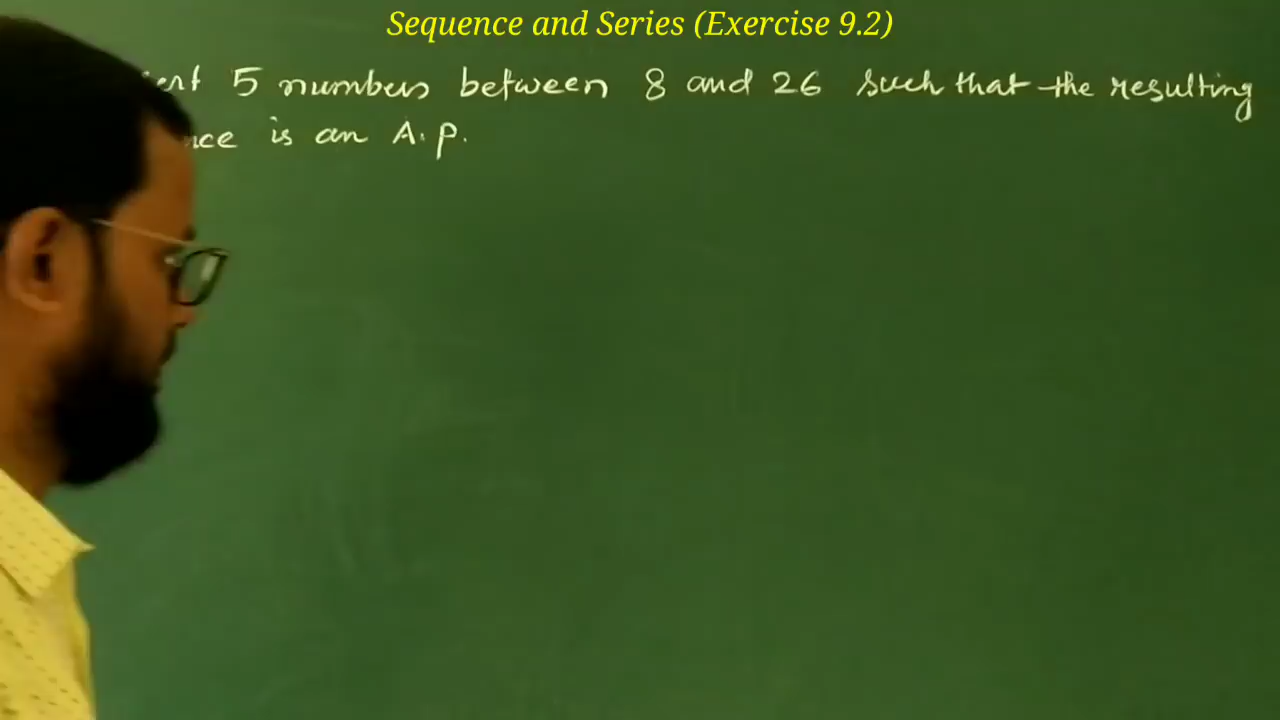 Sequence and Series (Exercise 9.2)
5 numbers between 8 and 26 such that the resulting
is an A.P.